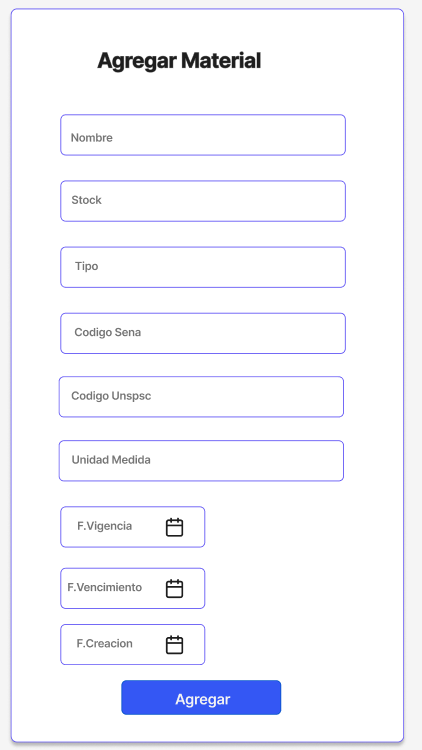 Agregar Material
Nombre
Stock
Tipo
Codigo Sena
Codigo Unspsc
Unidad Medida
F.Vigencia
F.Vencimiento
F.Creacion
Agregar